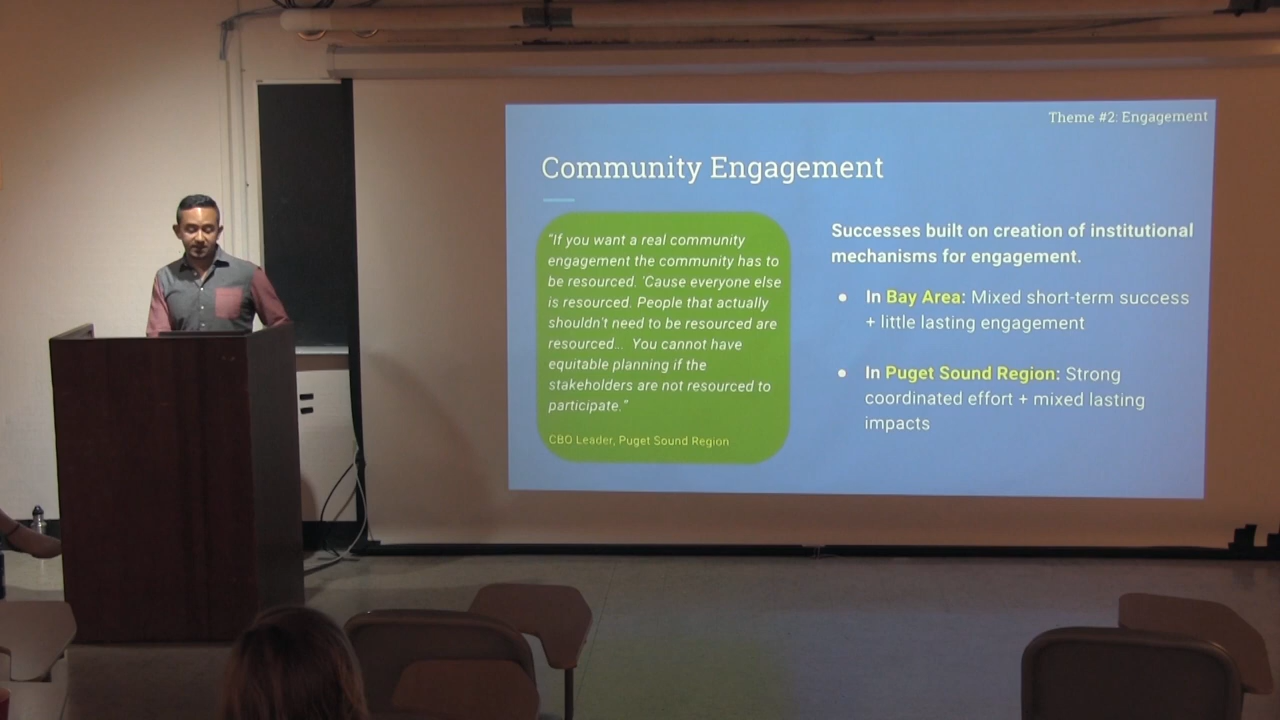 Theme #2: Engagement
Community Engagement
“If you want a real community
engagement the community has to
be resourced. ‘Cause everyone else
is resourced. People that actually
shouldn’t need to be resourced are
resourced... You cannot have
equitable planning if the
stakeholders are not resourced to
participate.”
CBO Leader, Puget Sound Region
Successes built on creation of institutional
mechanisms for engagement.
● In Bay Area: Mixed short-term success
+ little lasting engagement
● In Puget Sound Region: Strong
coordinated effort + mixed lasting
impacts